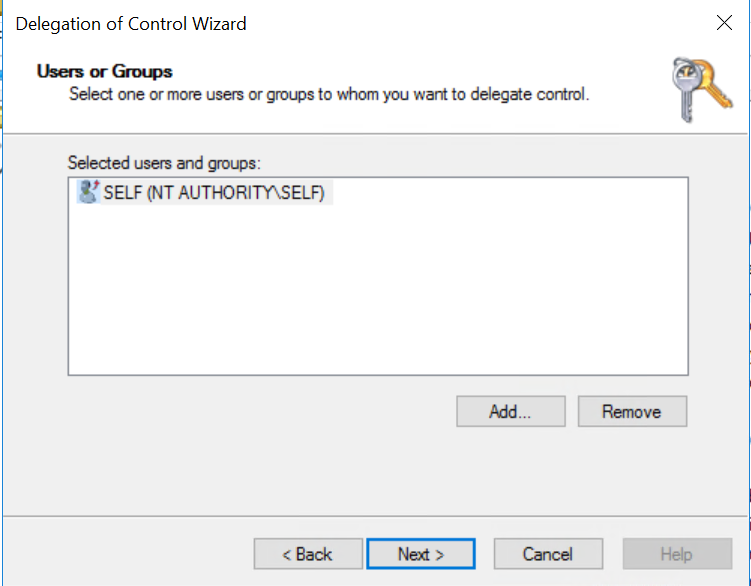 Delegation of Control Wizard
Users or Groups
Select one or more users or groups to whom you want to delegate control.
Selected users and groups:
SELF (NT AUTHORITY\SELF)
Add...
Remove
< Back
Next >
Cancel
Help